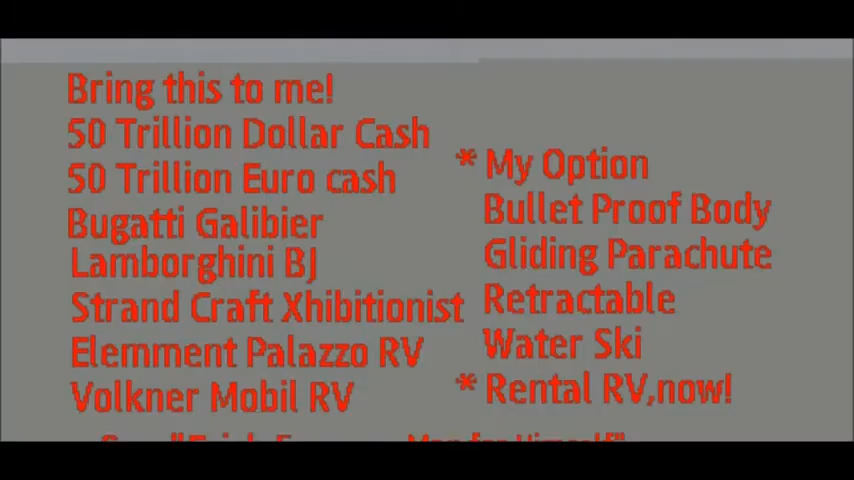 Bring this to me!
50 Trillion Dollar Cash
50 Trillion Euro cash
Bugatti Galibier
Lamborghini BJ
Strand Craft Xhibitionist
Elemment Palazzo RV
Volkner Mobil RV
* My Option
Bullet Proof Body
Gliding Parachute
Retractable
Water Ski
* Rental RV,now!